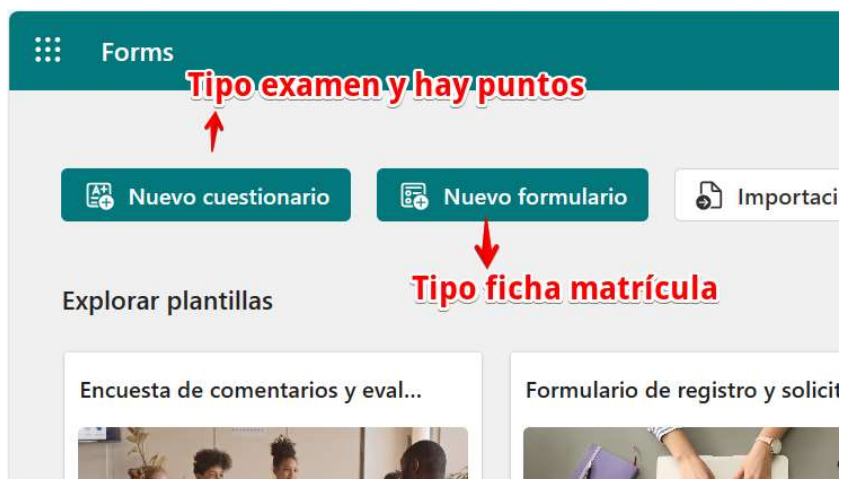 Forms
Tipo examen y hay puntos
Nuevo cuestionario
Nuevo formulario
Importaci
Tipo ficha matrícula
Explorar plantillas
Encuesta de comentarios y eval...
Formulario de registro y solicit